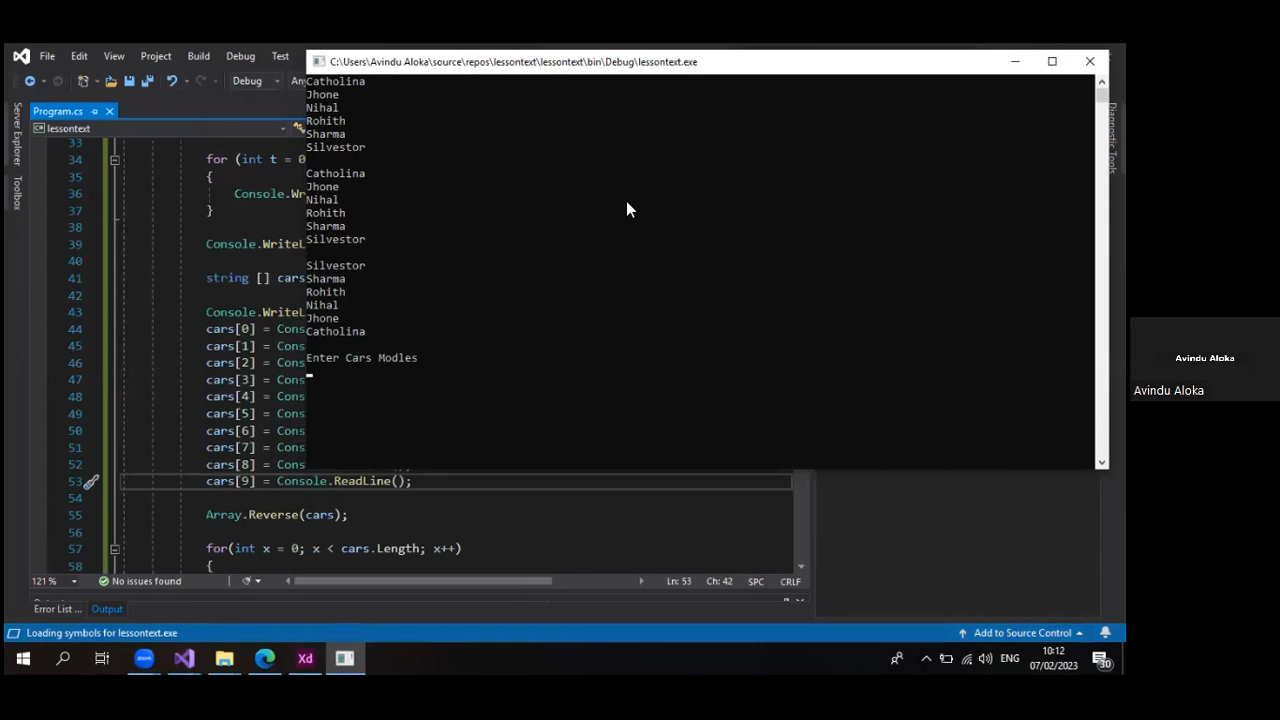 File Edit View Project Build Debug Test
C:\Users\Avindu Aloka\source\repos\lessontext\lessontext\bin\Debug\lessontext.exe
Debug
Program.cs
lessontext
Server Explorer
Toolbox
Diagnostic Tools
33
34 for (int t = 0
35 {
36 Console.Wr
37 }
38
39 Console.WriteL
40
41 string [] cars
42
43 Console.WriteL
44 cars[0] = Cons
45 cars[1] = Cons
46 cars[2] = Cons
47 cars[3] = Cons
48 cars[4] = Cons
49 cars[5] = Cons
50 cars[6] = Cons
51 cars[7] = Cons
52 cars[8] = Cons
53 cars[9] = Console.ReadLine();
54
55 Array.Reverse(cars);
56
57 for(int x = 0; x < cars.Length; x++)
58 {
Catholina
Jhone
Nihal
Rohith
Sharma
Silvestor
Catholina
Jhone
Nihal
Rohith
Sharma
Silvestor
Silvestor
Sharma
Rohith
Nihal
Jhone
Catholina
Enter Cars Modles
Avindu Aloka
Avindu Aloka
121 % No issues found Ln: 53 Ch: 42 SPC CRLF
Error List ... Output
Loading symbols for lessontext.exe Add to Source Control
zoom
Xd
ENG
10:12
07/02/2023
30